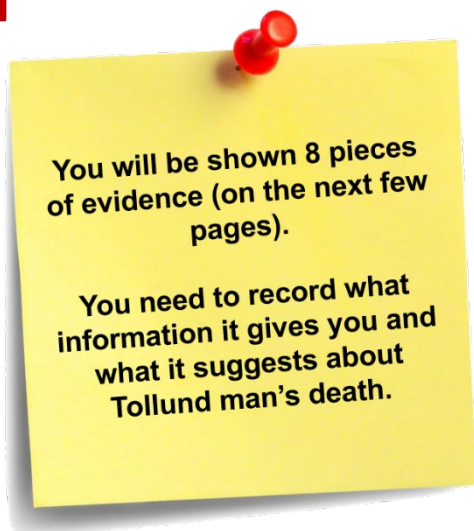 You will be shown 8 pieces
of evidence (on the next few
pages).
You need to record what
information it gives you and
what it suggests about
Tollund man's death.